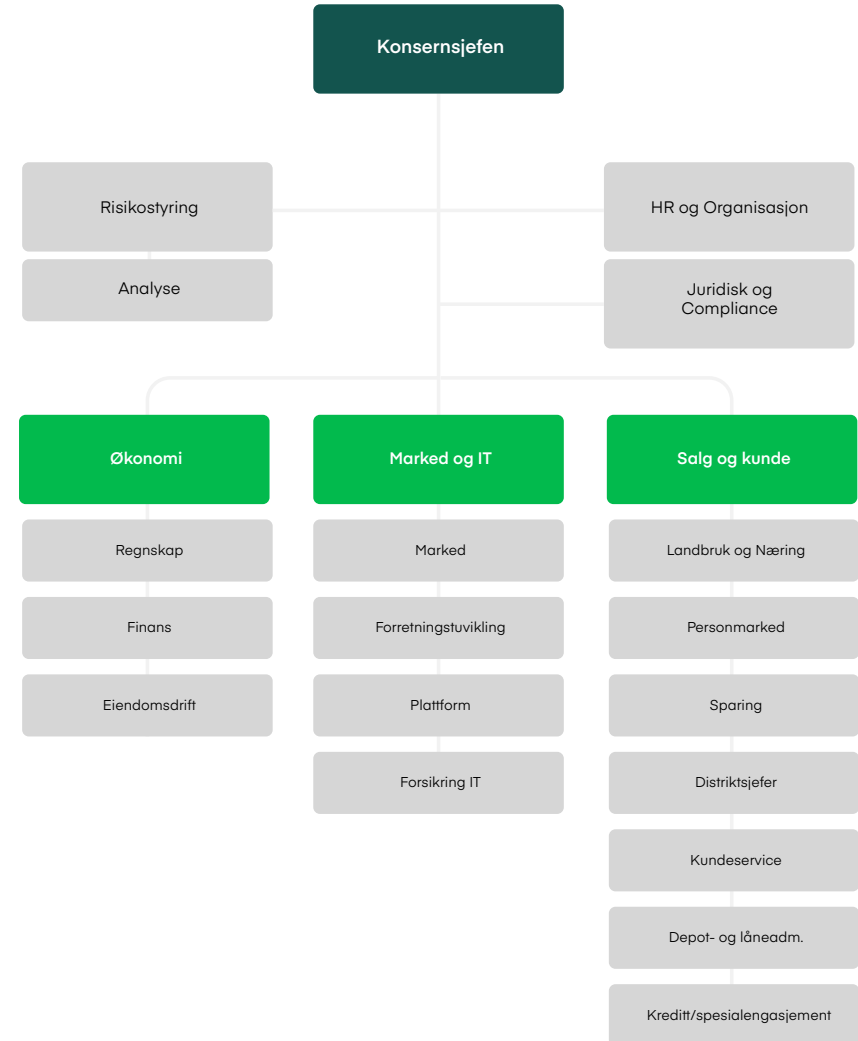 Konsernsjefen
Risikostyring
HR og Organisasjon
Analyse
Juridisk og
Compliance
Økonomi
Marked og IT
Salg og kunde
Regnskap
Marked
Landbruk og Næring
Finans
Forretningstuvikling
Personmarked
Eiendomsdrift
Plattform
Sparing
Forsikring IT
Distriktsjefer
Kundeservice
Depot- og låneadm.
Kreditt/spesialengasjement